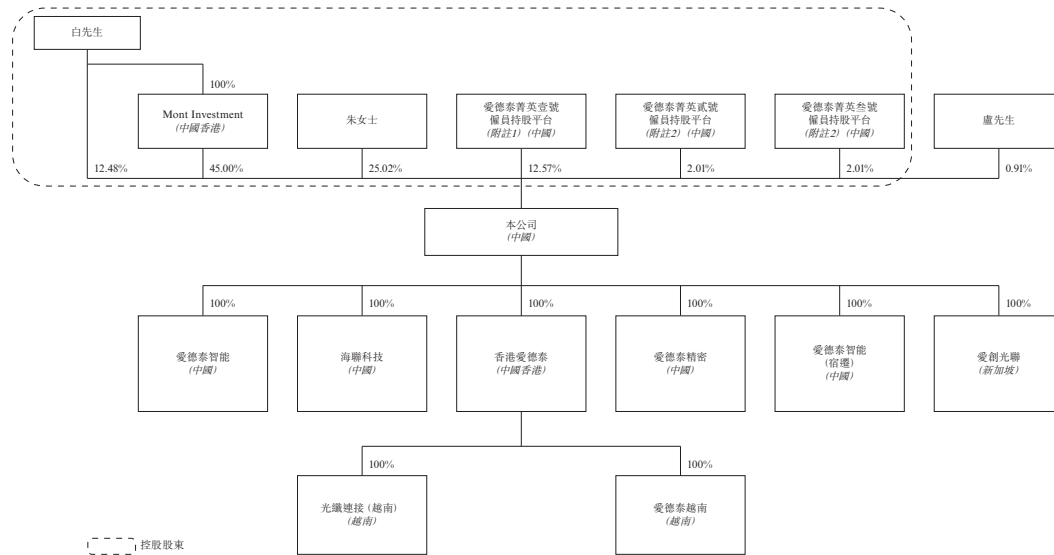 白先生
100%
Mont Investment
(中國香港)
朱女士
愛德泰菁英壹號
僱員持股平台
(附註1) (中國)
愛德泰菁英貳號
僱員持股平台
(附註2) (中國)
愛德泰菁英叁號
僱員持股平台
(附註2) (中國)
盧先生
12.48%
45.00%
25.02%
12.57%
2.01%
2.01%
0.91%
本公司
(中國)
100%
100%
100%
100%
100%
100%
愛德泰智能
(中國)
海聯科技
(中國)
香港愛德泰
(中國香港)
愛德泰精密
(中國)
愛德泰智能
(宿遷)
(中國)
愛創光聯
(新加坡)
100%
100%
光纖連接 (越南)
(越南)
愛德泰越南
(越南)
控股股東